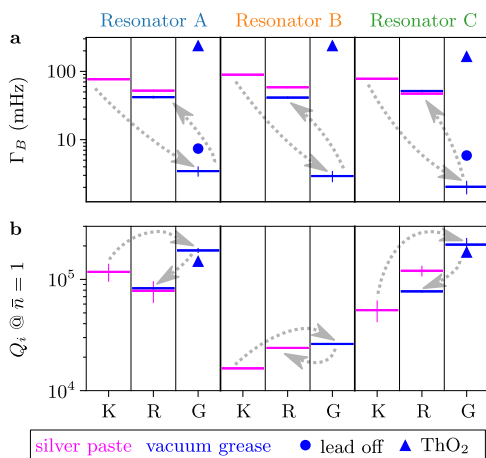 Resonator A Resonator B Resonator C
a
Γ_B (mHz)
100
10
b
Q_i @ n̄ = 1
10^5
10^4
K R G K R G K R G
silver paste vacuum grease lead off ThO₂